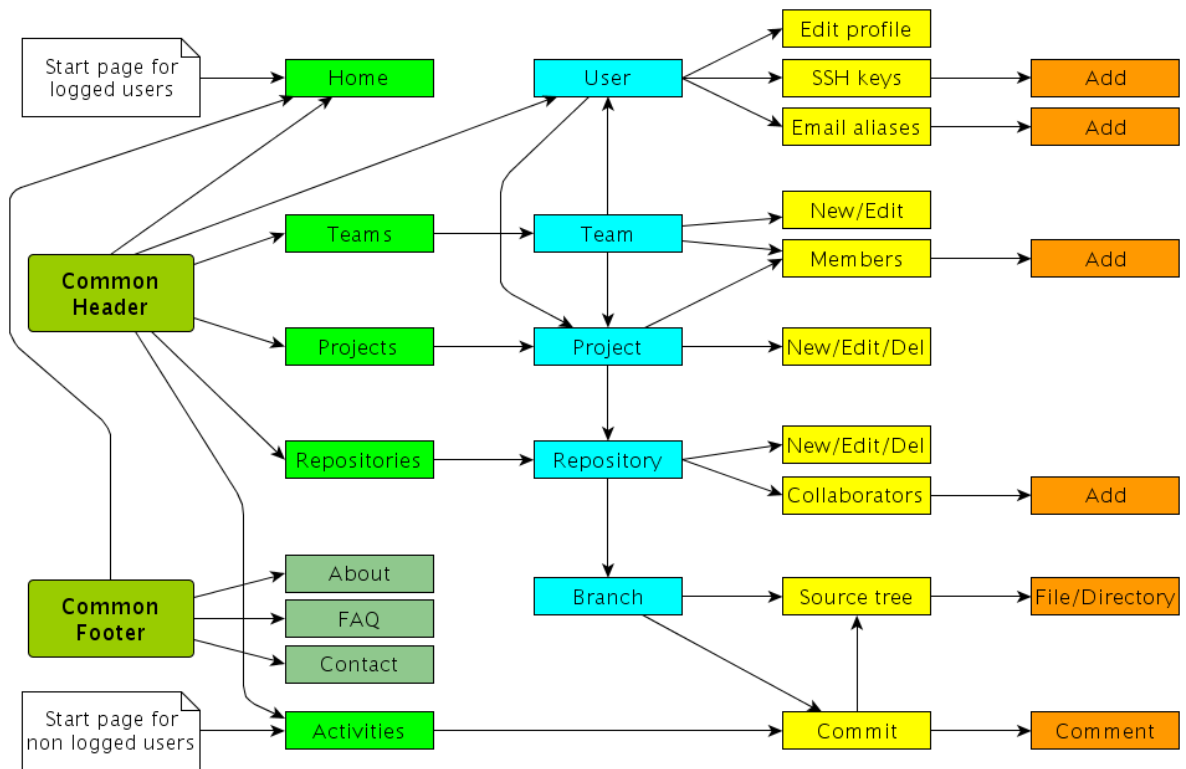 Edit profile
Start page for
logged users
Home
User
SSH keys
Add
Email aliases
Add
New/Edit
Teams
Team
Members
Add
Common
Header
Projects
Project
New/Edit/Del
New/Edit/Del
Repositories
Repository
Collaborators
Add
About
Common
Footer
Branch
Source tree
File/Directory
FAQ
Contact
Start page for
non logged users
Activities
Commit
Comment